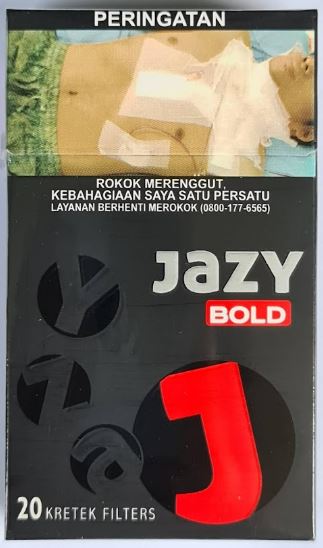 PERINGATAN
ROKOK MERENGGUT,
KEBAHAGIAAN SAYA SATU PERSATU
LAYANAN BERHENTI MEROKOK (0800-177-6565)
JaZY
BOLD
Y
Z
a
J
20 KRETEK FILTERS